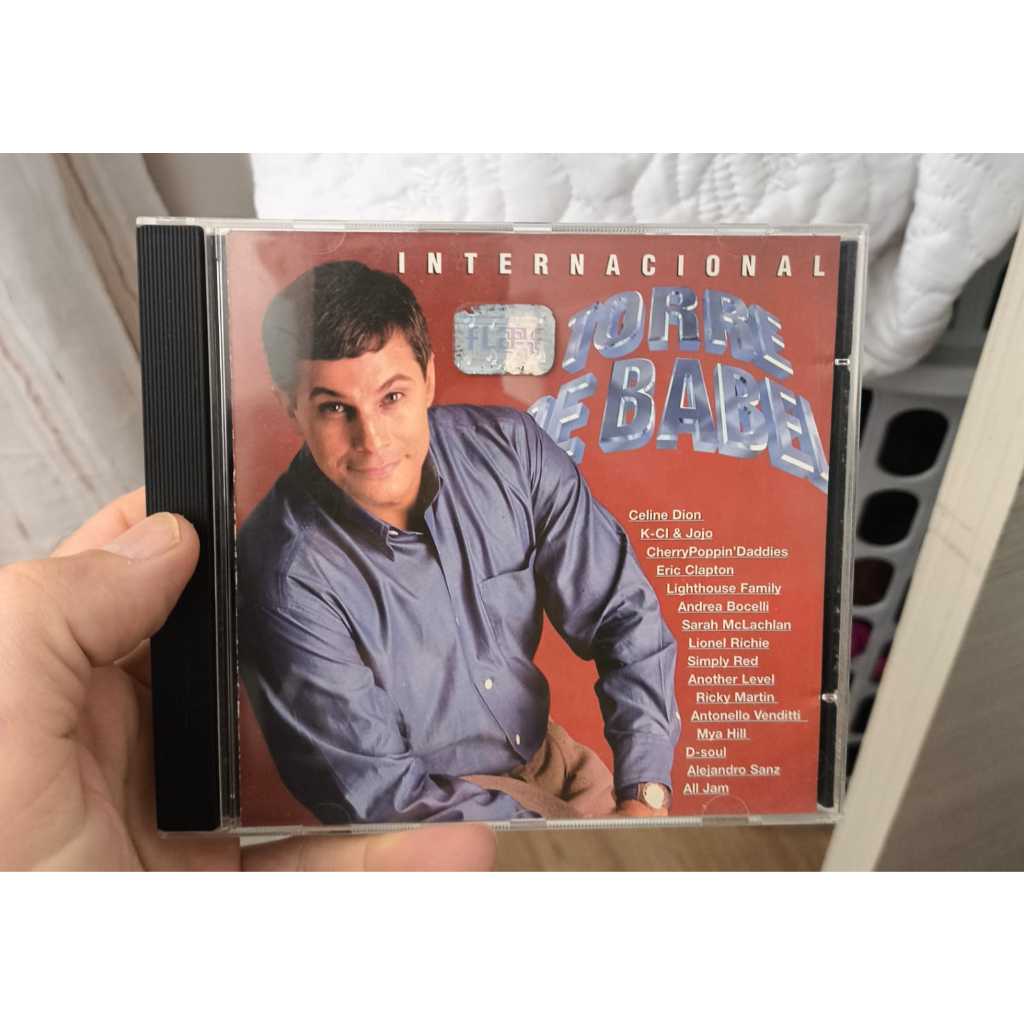 INTERNACIONAL
TORRE
DE BABEL
Celine Dion
K-CI & Jojo
CherryPoppin'Daddies
Eric Clapton
Lighthouse Family
Andrea Bocelli
Sarah McLachlan
Lionel Richie
Simply Red
Another Level
Ricky Martin
Antonello Venditti
Mya Hill
D-soul
Alejandro Sanz
All Jam